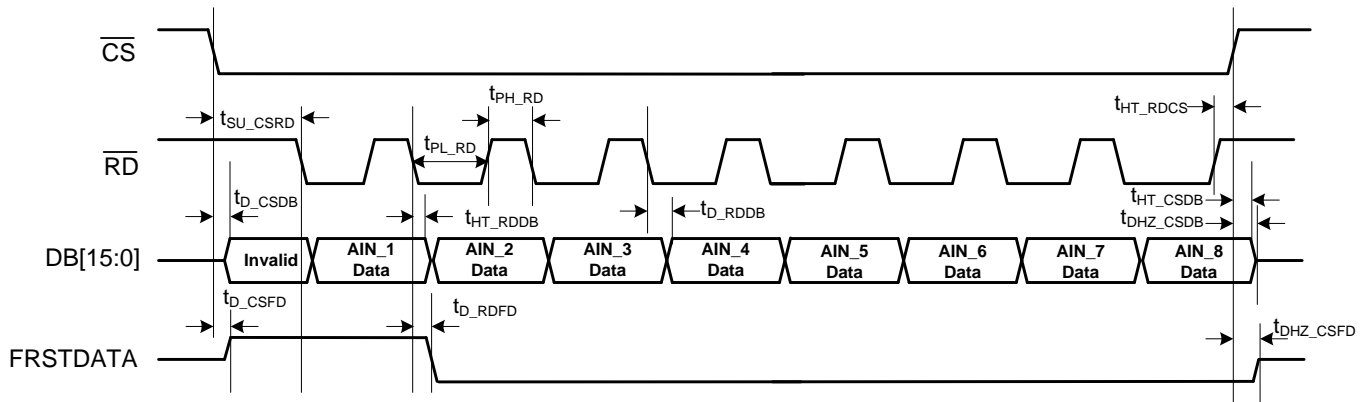 CS
tPH_RD
tHT_RDCS
tSU_CSRD
tPL_RD
RD
tD_CSDB
tHT_RDDB
tD_RDDB
tHT_CSDB
tDHZ_CSDB
DB[15:0]
Invalid
AIN_1
Data
AIN_2
Data
AIN_3
Data
AIN_4
Data
AIN_5
Data
AIN_6
Data
AIN_7
Data
AIN_8
Data
tD_CSFD
tD_RDFD
tDHZ_CSFD
FRSTDATA